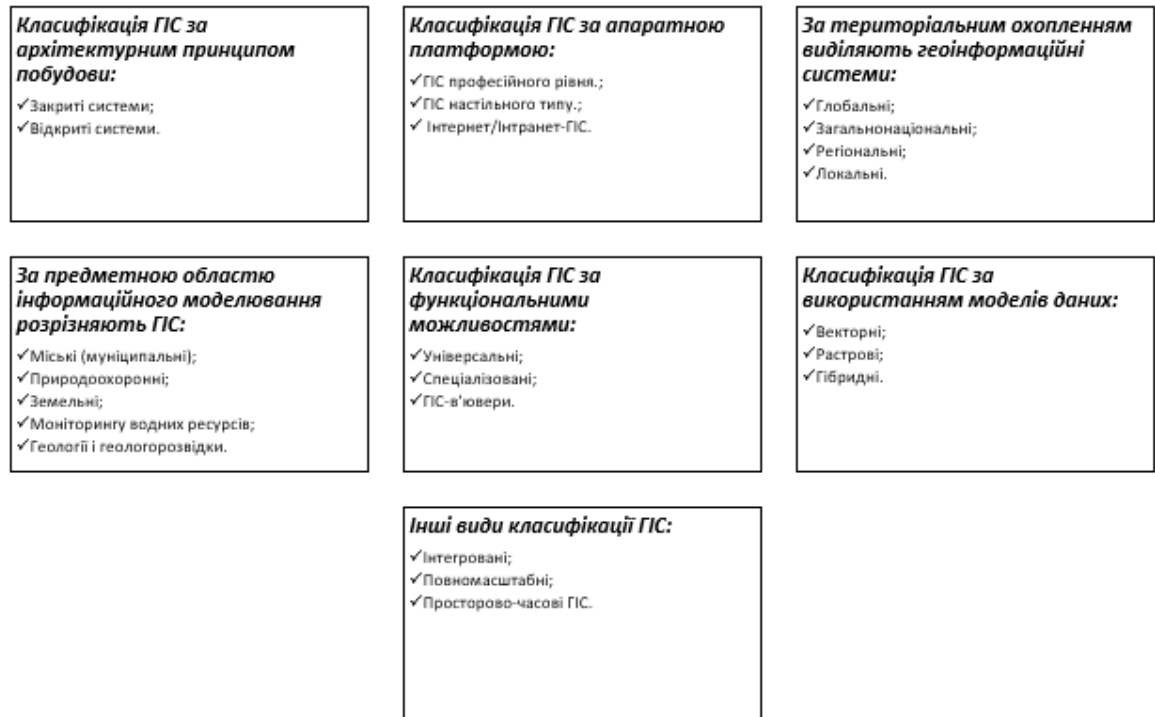 Класифікація ГІС за
архітектурним принципом
побудови:
✓Закриті системи;
✓Відкриті системи.
Класифікація ГІС за апаратною
платформою:
✓ГІС професійного рівня.;
✓ГІС настільного типу.;
✓ Інтернет/Інтранет-ГІС.
За територіальним охопленням
виділяють геоінформаційні
системи:
✓Глобальні;
✓Загальнонаціональні;
✓Регіональні;
✓Локальні.
За предметною областю
інформаційного моделювання
розрізняють ГІС:
✓Міські (муніципальні);
✓Природоохоронні;
✓Земельні;
✓Моніторингу водних ресурсів;
✓Геології і геологорозвідки.
Класифікація ГІС за
функціональними
можливостями:
✓Універсальні;
✓Спеціалізовані;
✓ГІС-в'ювери.
Класифікація ГІС за
використанням моделів даних:
✓Векторні;
✓Растрові;
✓Гібридні.
Інші види класифікації ГІС:
✓Інтегровані;
✓Повномасштабні;
✓Просторово-часові ГІС.